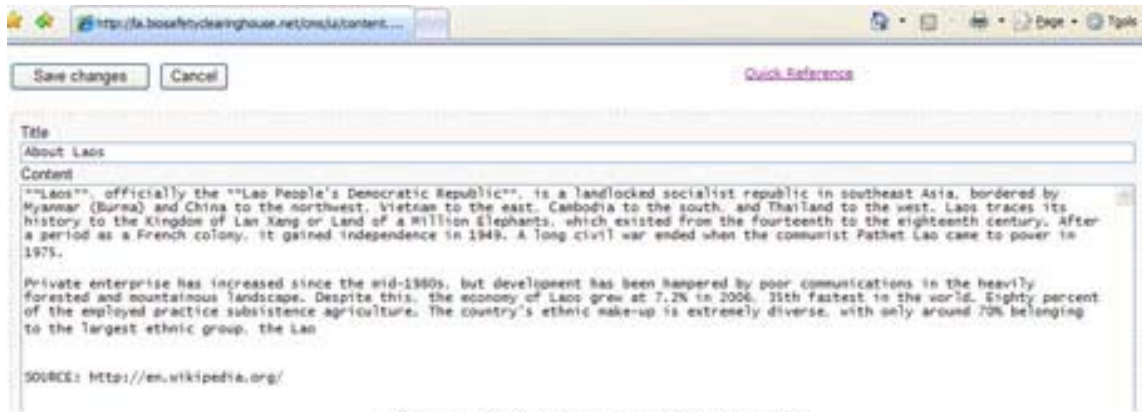 http://la.biosafetyclearinghouse.net/cms/ui/content....
Page Tools
Save changes Cancel Quick Reference
Title
About Laos
Content
**Laos**, officially the **Lao People's Democratic Republic**, is a landlocked socialist republic in southeast Asia, bordered by
Myanmar (Burma) and China to the northwest, Vietnam to the east, Cambodia to the south, and Thailand to the west. Laos traces its
history to the Kingdom of Lan Xang or Land of a Million Elephants, which existed from the fourteenth to the eighteenth century. After
a period as a French colony, it gained independence in 1949. A long civil war ended when the communist Pathet Lao came to power in
1975.
Private enterprise has increased since the mid-1980s, but development has been hampered by poor communications in the heavily
forested and mountainous landscape. Despite this, the economy of Laos grew at 7.2% in 2006, 35th fastest in the world. Eighty percent
of the employed practice subsistence agriculture. The country's ethnic make-up is extremely diverse, with only around 70% belonging
to the largest ethnic group, the Lao
SOURCE: http://en.wikipedia.org/